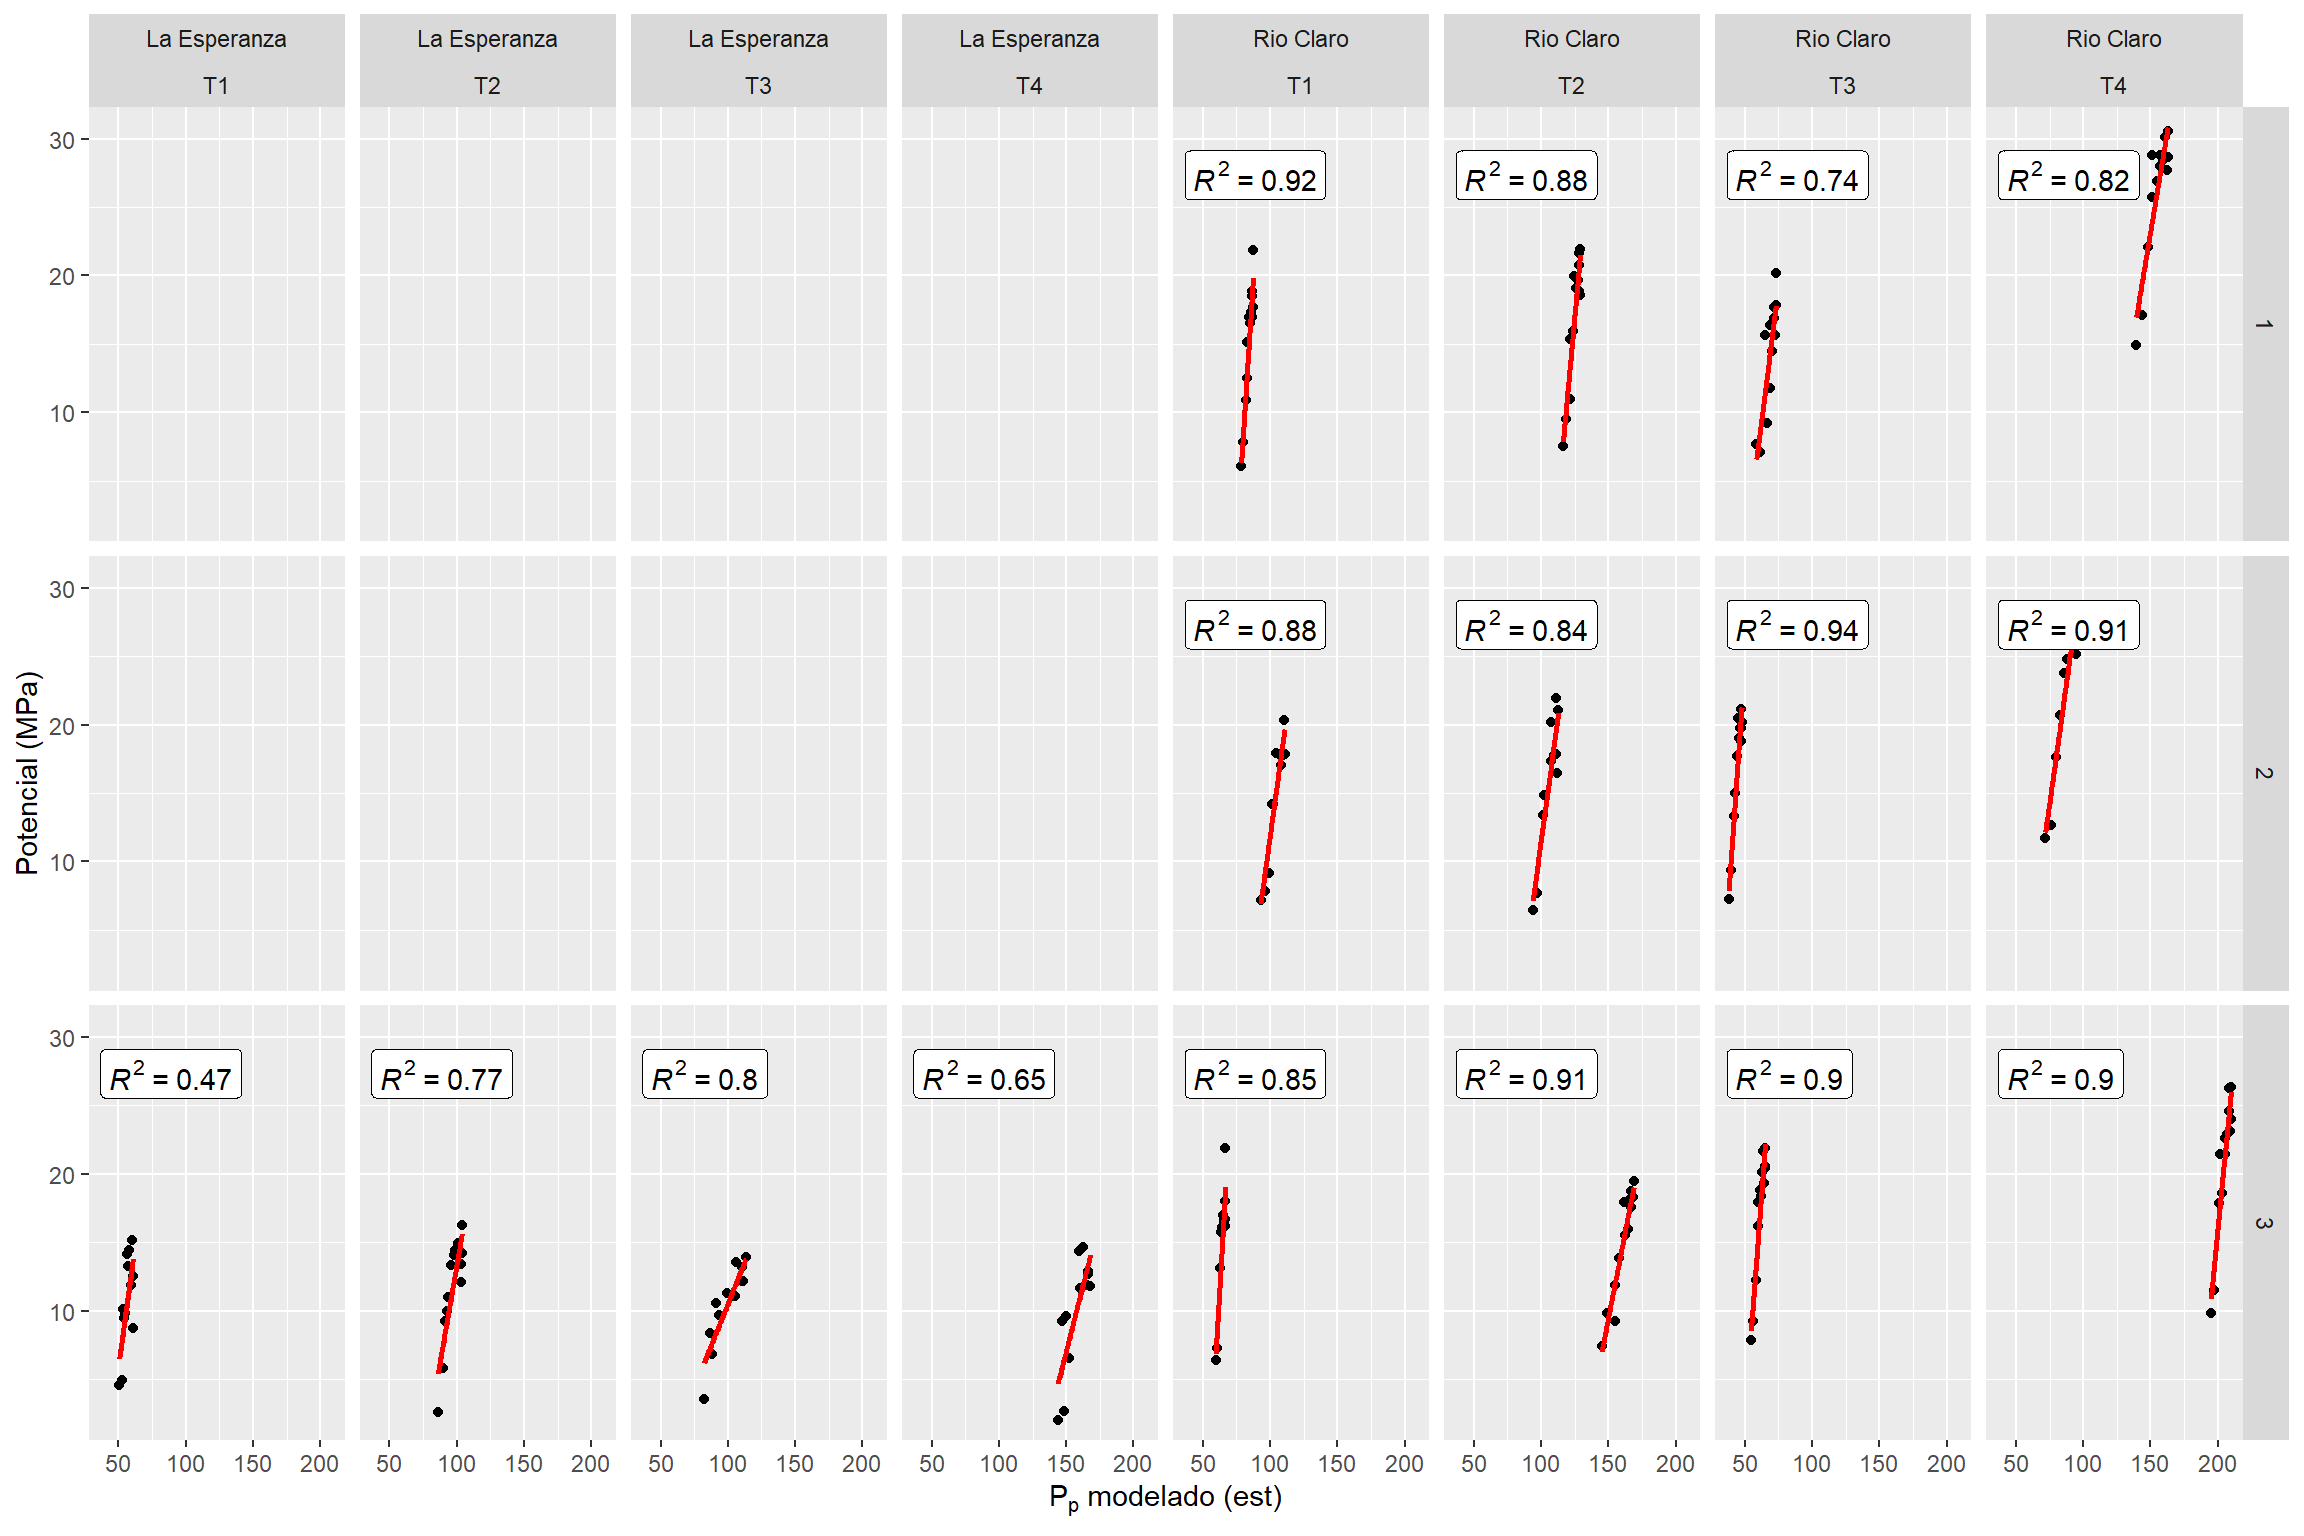 La Esperanza La Esperanza La Esperanza La Esperanza Rio Claro Rio Claro Rio Claro Rio Claro
T1 T2 T3 T4 T1 T2 T3 T4
30
R² = 0.92 R² = 0.88 R² = 0.74 R² = 0.82
20
10
1
30
R² = 0.88 R² = 0.84 R² = 0.94 R² = 0.91
20
10
2
Potencial (MPa)
30
R² = 0.47 R² = 0.77 R² = 0.8 R² = 0.65 R² = 0.85 R² = 0.91 R² = 0.9 R² = 0.9
20
10
3
50 100 150 200 50 100 150 200 50 100 150 200 50 100 150 200 50 100 150 200 50 100 150 200 50 100 150 200 50 100 150 200
Pₚ modelado (est)